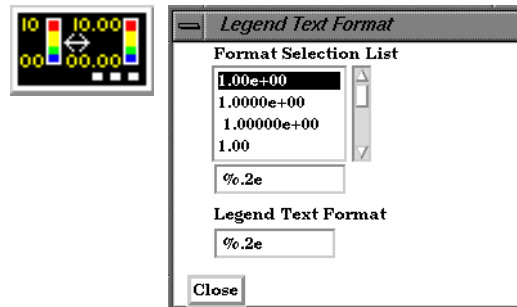 10 10.00
00 00.00
Legend Text Format
Format Selection List
1.00e+00
1.0000e+00
1.00000e+00
1.00
%.2e
Legend Text Format
%.2e
Close